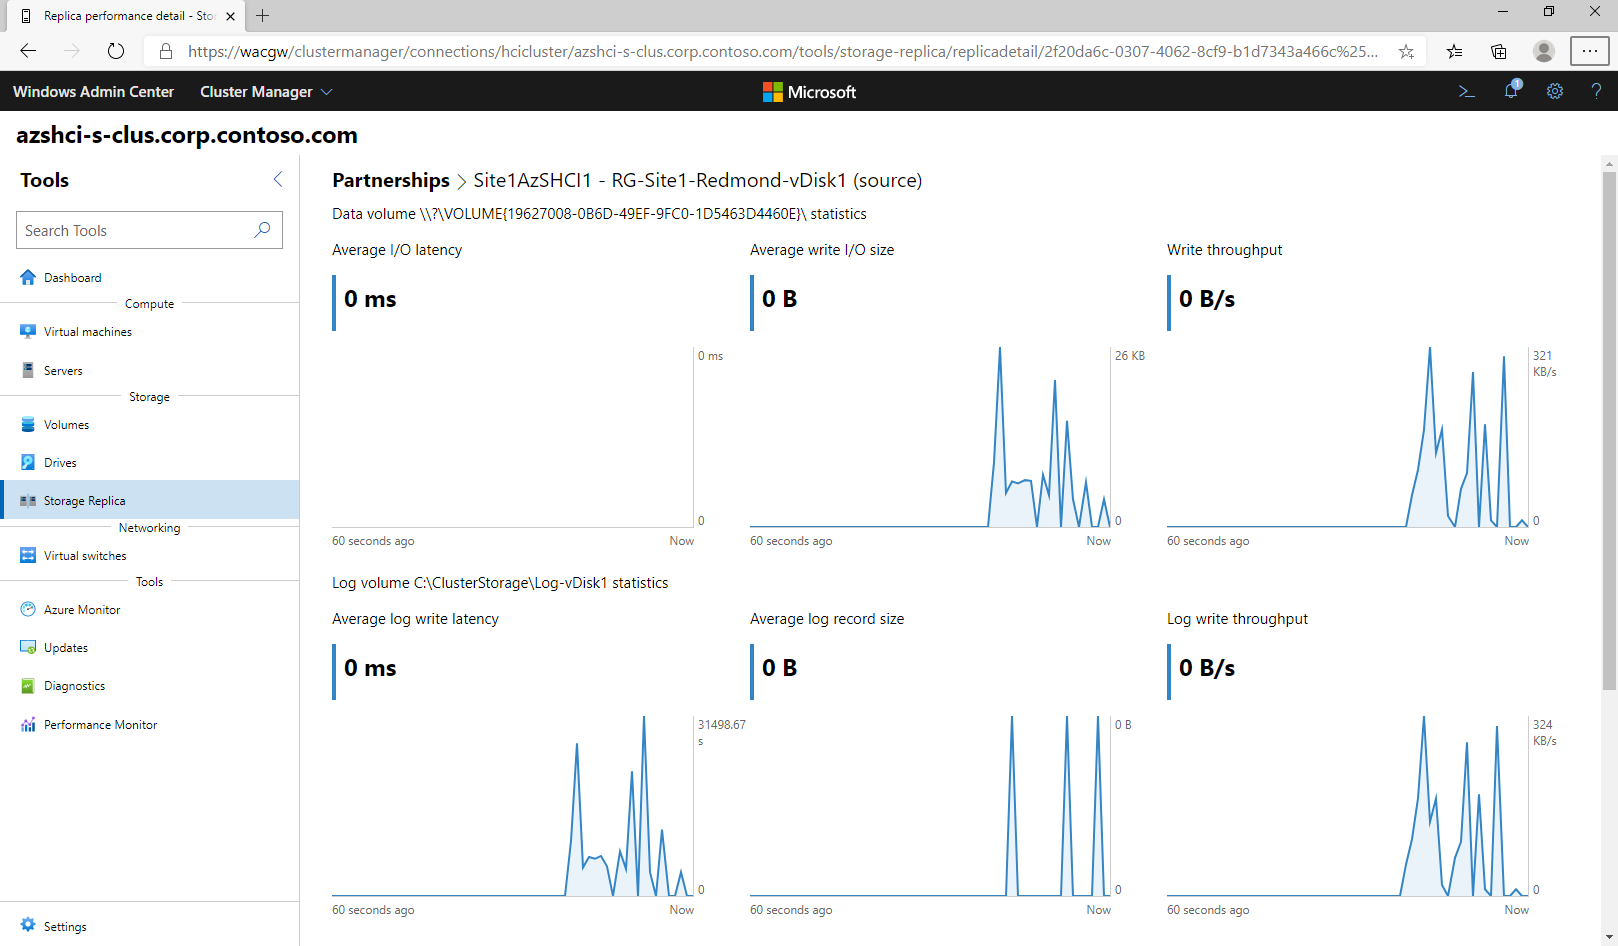 Replica performance detail - Stor
https://wacgw/clustermanager/connections/hcicluster/azshci-s-clus.corp.contoso.com/tools/storage-replica/replicadetail/2f20da6c-0307-4062-8cf9-b1d7343a466c%25...
Windows Admin Center Cluster Manager Microsoft 1 ?
azshci-s-clus.corp.contoso.com
Tools
Search Tools
Dashboard
Compute
Virtual machines
Servers
Storage
Volumes
Drives
Storage Replica
Networking
Virtual switches
Tools
Azure Monitor
Updates
Diagnostics
Performance Monitor
Settings
Partnerships > Site1AzSHCI1 - RG-Site1-Redmond-vDisk1 (source)
Data volume \\?\VOLUME{19627008-0B6D-49EF-9FC0-1D5463D4460E}\ statistics
Average I/O latency
0 ms
0 ms
0
60 seconds ago Now
Average write I/O size
0 B
26 KB
0
60 seconds ago Now
Write throughput
0 B/s
321
KB/s
0
60 seconds ago Now
Log volume C:\ClusterStorage\Log-vDisk1 statistics
Average log write latency
0 ms
31498.67
s
0
60 seconds ago Now
Average log record size
0 B
0 B
0
60 seconds ago Now
Log write throughput
0 B/s
324
KB/s
0
60 seconds ago Now